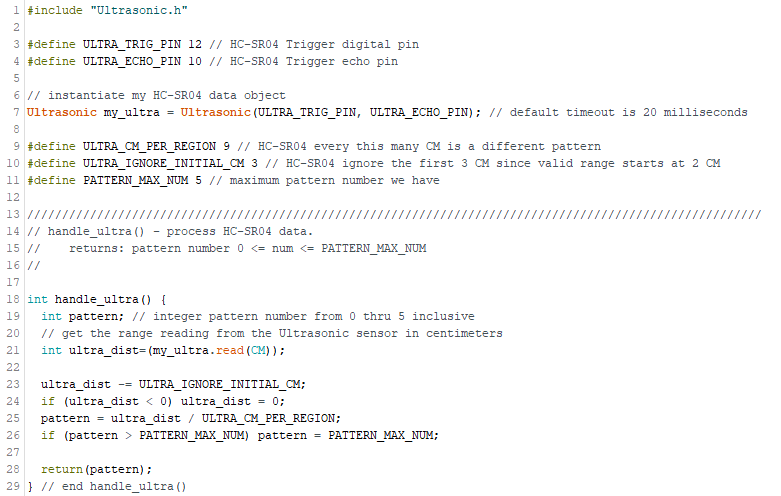 1 #include "Ultrasonic.h"
2
3 #define ULTRA_TRIG_PIN 12 // HC-SR04 Trigger digital pin
4 #define ULTRA_ECHO_PIN 10 // HC-SR04 Trigger echo pin
5
6 // instantiate my HC-SR04 data object
7 Ultrasonic my_ultra = Ultrasonic(ULTRA_TRIG_PIN, ULTRA_ECHO_PIN); // default timeout is 20 milliseconds
8
9 #define ULTRA_CM_PER_REGION 9 // HC-SR04 every this many CM is a different pattern
10 #define ULTRA_IGNORE_INITIAL_CM 3 // HC-SR04 ignore the first 3 CM since valid range starts at 2 CM
11 #define PATTERN_MAX_NUM 5 // maximum pattern number we have
12
13 /////////////////////////////////////////////////////////////////////////////////////////////////////////
14 // handle_ultra() - process HC-SR04 data.
15 //    returns: pattern number 0 <= num <= PATTERN_MAX_NUM
16 //
17
18 int handle_ultra() {
19   int pattern; // integer pattern number from 0 thru 5 inclusive
20   // get the range reading from the Ultrasonic sensor in centimeters
21   int ultra_dist=(my_ultra.read(CM));
22
23   ultra_dist -= ULTRA_IGNORE_INITIAL_CM;
24   if (ultra_dist < 0) ultra_dist = 0;
25   pattern = ultra_dist / ULTRA_CM_PER_REGION;
26   if (pattern > PATTERN_MAX_NUM) pattern = PATTERN_MAX_NUM;
27
28   return(pattern);
29 } // end handle_ultra()